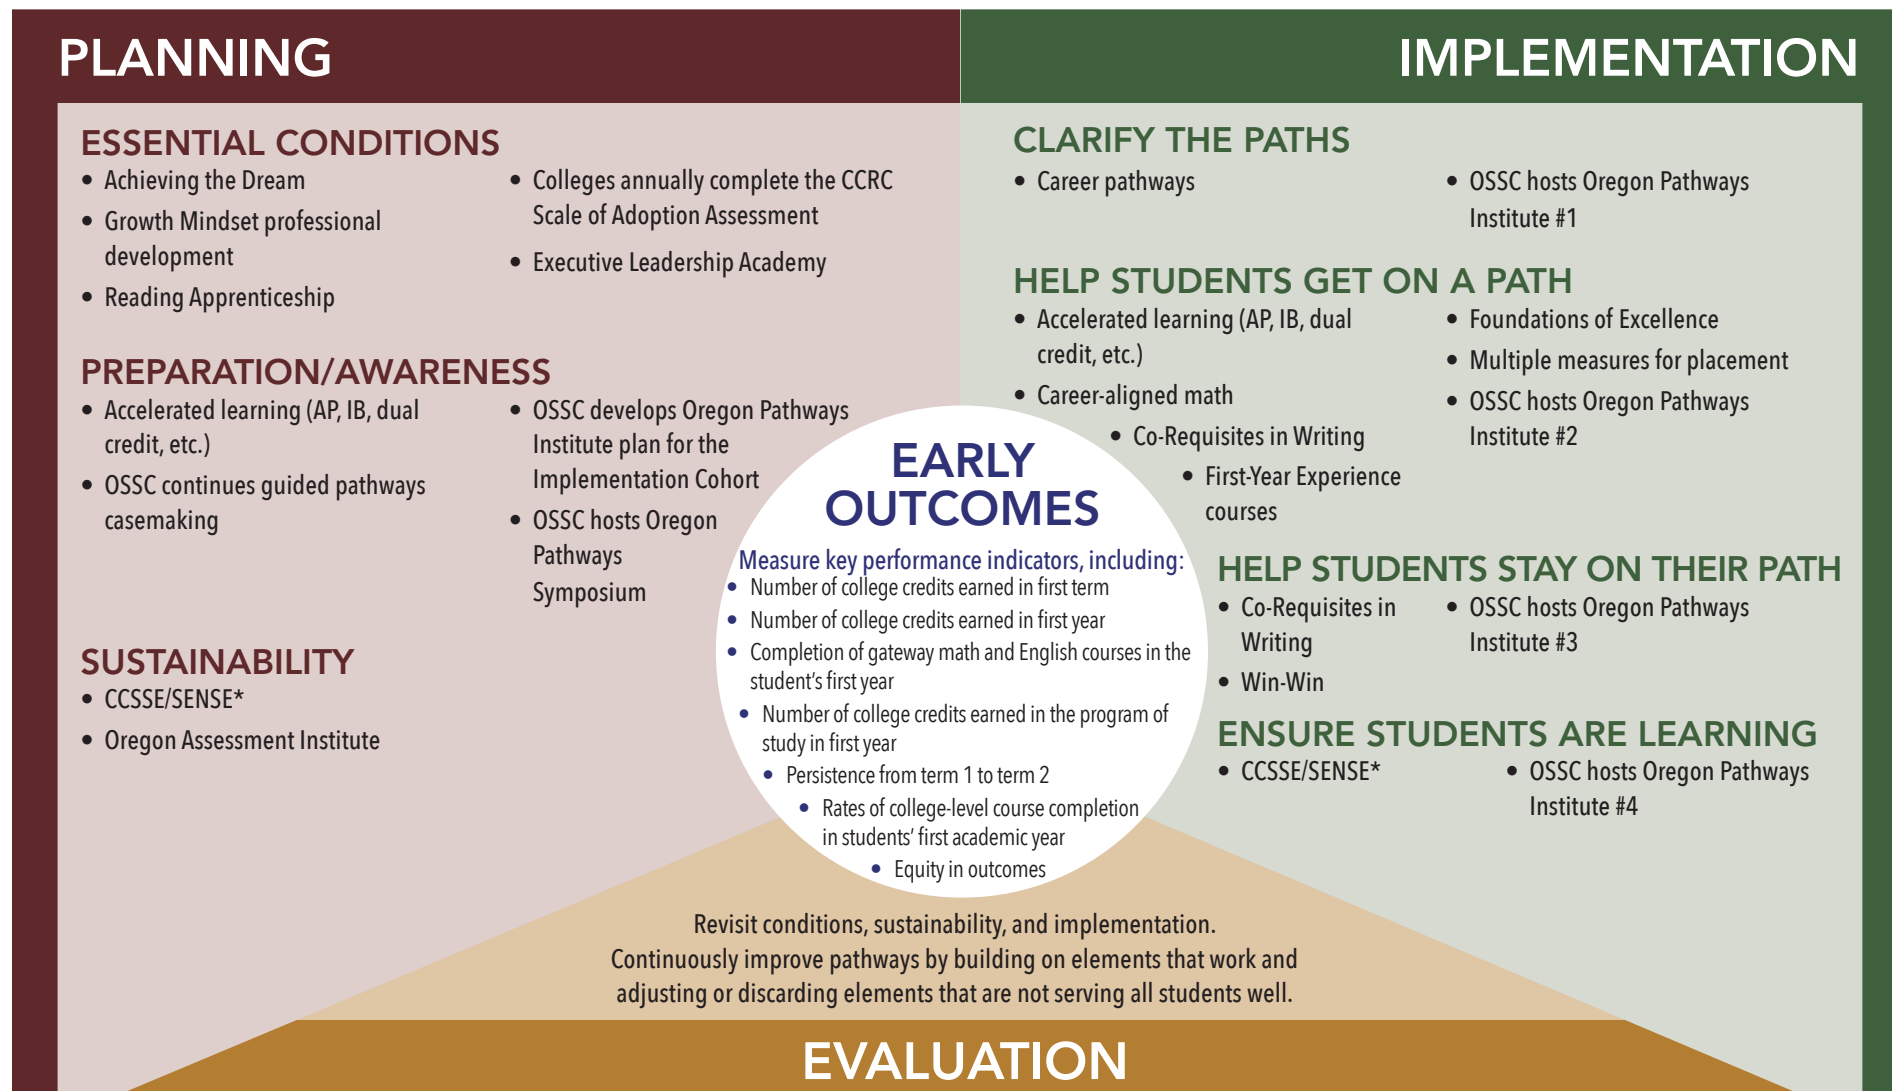 PLANNING
ESSENTIAL CONDITIONS
• Achieving the Dream
• Growth Mindset professional
development
• Reading Apprenticeship
• Colleges annually complete the CCRC
Scale of Adoption Assessment
• Executive Leadership Academy
PREPARATION/AWARENESS
• Accelerated learning (AP, IB, dual
credit, etc.)
• OSSC continues guided pathways
casemaking
• OSSC develops Oregon Pathways
Institute plan for the
Implementation Cohort
• OSSC hosts Oregon
Pathways
Symposium
SUSTAINABILITY
• CCSSE/SENSE*
• Oregon Assessment Institute
IMPLEMENTATION
CLARIFY THE PATHS
• Career pathways
• OSSC hosts Oregon Pathways
Institute #1
HELP STUDENTS GET ON A PATH
• Accelerated learning (AP, IB, dual
credit, etc.)
• Career-aligned math
• Co-Requisites in Writing
• First-Year Experience
courses
• Foundations of Excellence
• Multiple measures for placement
• OSSC hosts Oregon Pathways
Institute #2
HELP STUDENTS STAY ON THEIR PATH
• Co-Requisites in
Writing
• Win-Win
• OSSC hosts Oregon Pathways
Institute #3
ENSURE STUDENTS ARE LEARNING
• CCSSE/SENSE*
• OSSC hosts Oregon Pathways
Institute #4
EARLY
OUTCOMES
Measure key performance indicators, including:
• Number of college credits earned in first term
• Number of college credits earned in first year
• Completion of gateway math and English courses in the
student's first year
• Number of college credits earned in the program of
study in first year
• Persistence from term 1 to term 2
• Rates of college-level course completion
in students' first academic year
• Equity in outcomes
Revisit conditions, sustainability, and implementation.
Continuously improve pathways by building on elements that work and
adjusting or discarding elements that are not serving all students well.
EVALUATION